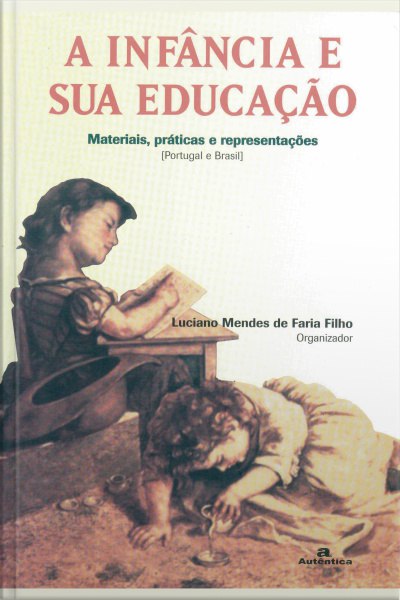 A INFÂNCIA E
SUA EDUCAÇÃO
Materiais, práticas e representações
[Portugal e Brasil]
Luciano Mendes de Faria Filho
Organizador
a
Autêntica